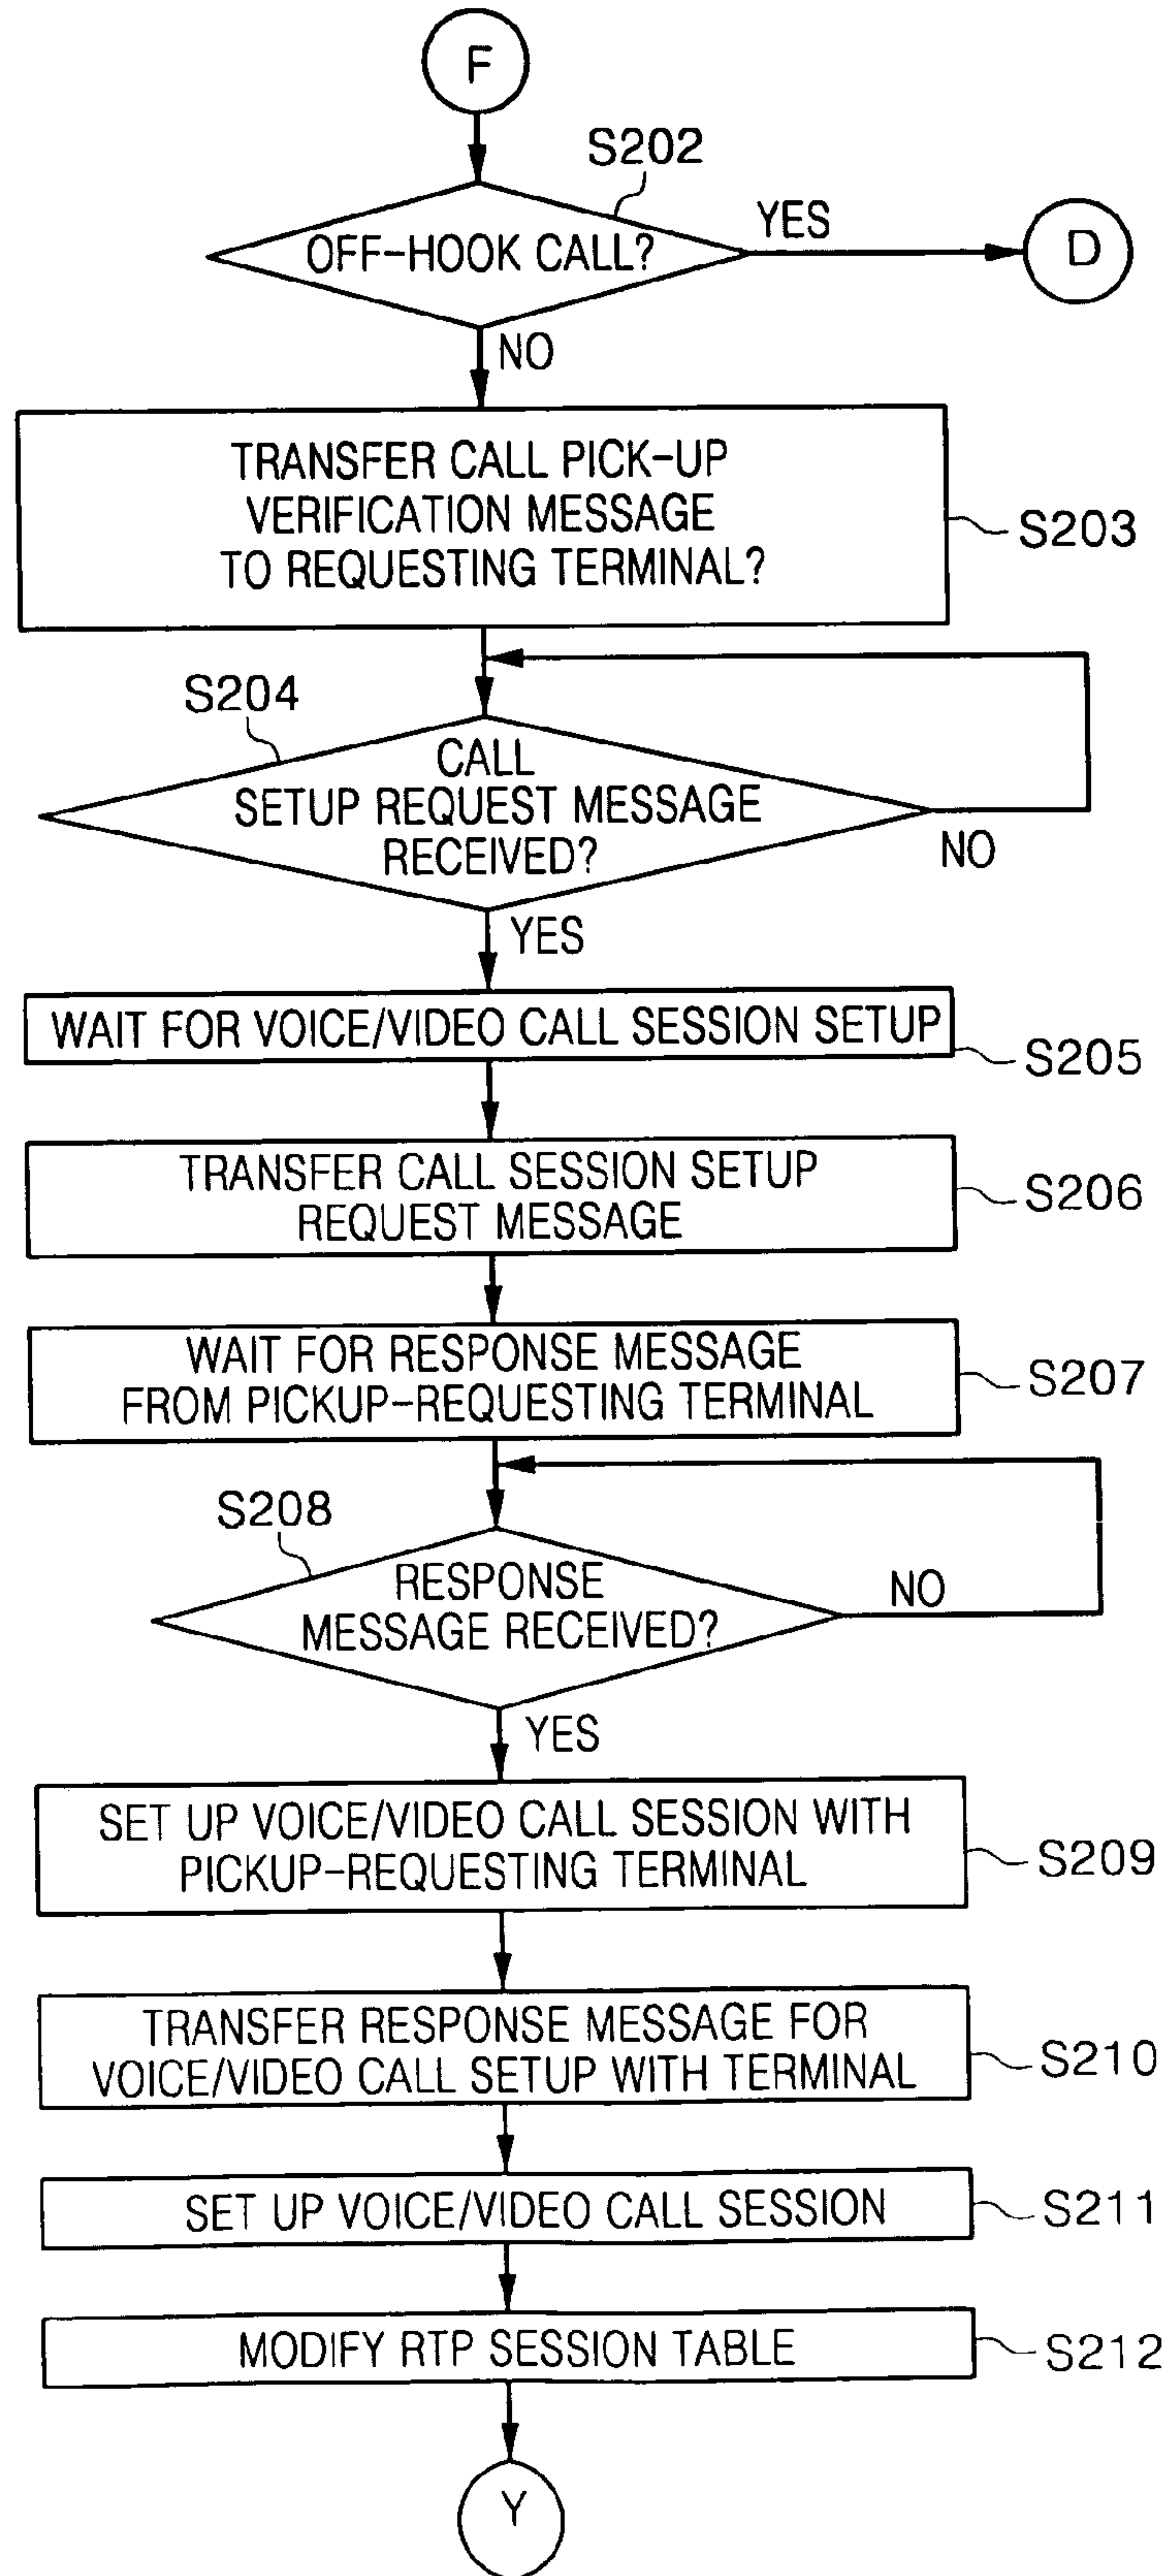 F
S202
OFF-HOOK CALL?
YES
D
NO
TRANSFER CALL PICK-UP
VERIFICATION MESSAGE
TO REQUESTING TERMINAL?
S203
S204
CALL
SETUP REQUEST MESSAGE
RECEIVED?
NO
YES
WAIT FOR VOICE/VIDEO CALL SESSION SETUP
S205
TRANSFER CALL SESSION SETUP
REQUEST MESSAGE
S206
WAIT FOR RESPONSE MESSAGE
FROM PICKUP-REQUESTING TERMINAL
S207
S208
RESPONSE
MESSAGE RECEIVED?
NO
YES
SET UP VOICE/VIDEO CALL SESSION WITH
PICKUP-REQUESTING TERMINAL
S209
TRANSFER RESPONSE MESSAGE FOR
VOICE/VIDEO CALL SETUP WITH TERMINAL
S210
SET UP VOICE/VIDEO CALL SESSION
S211
MODIFY RTP SESSION TABLE
S212
Y